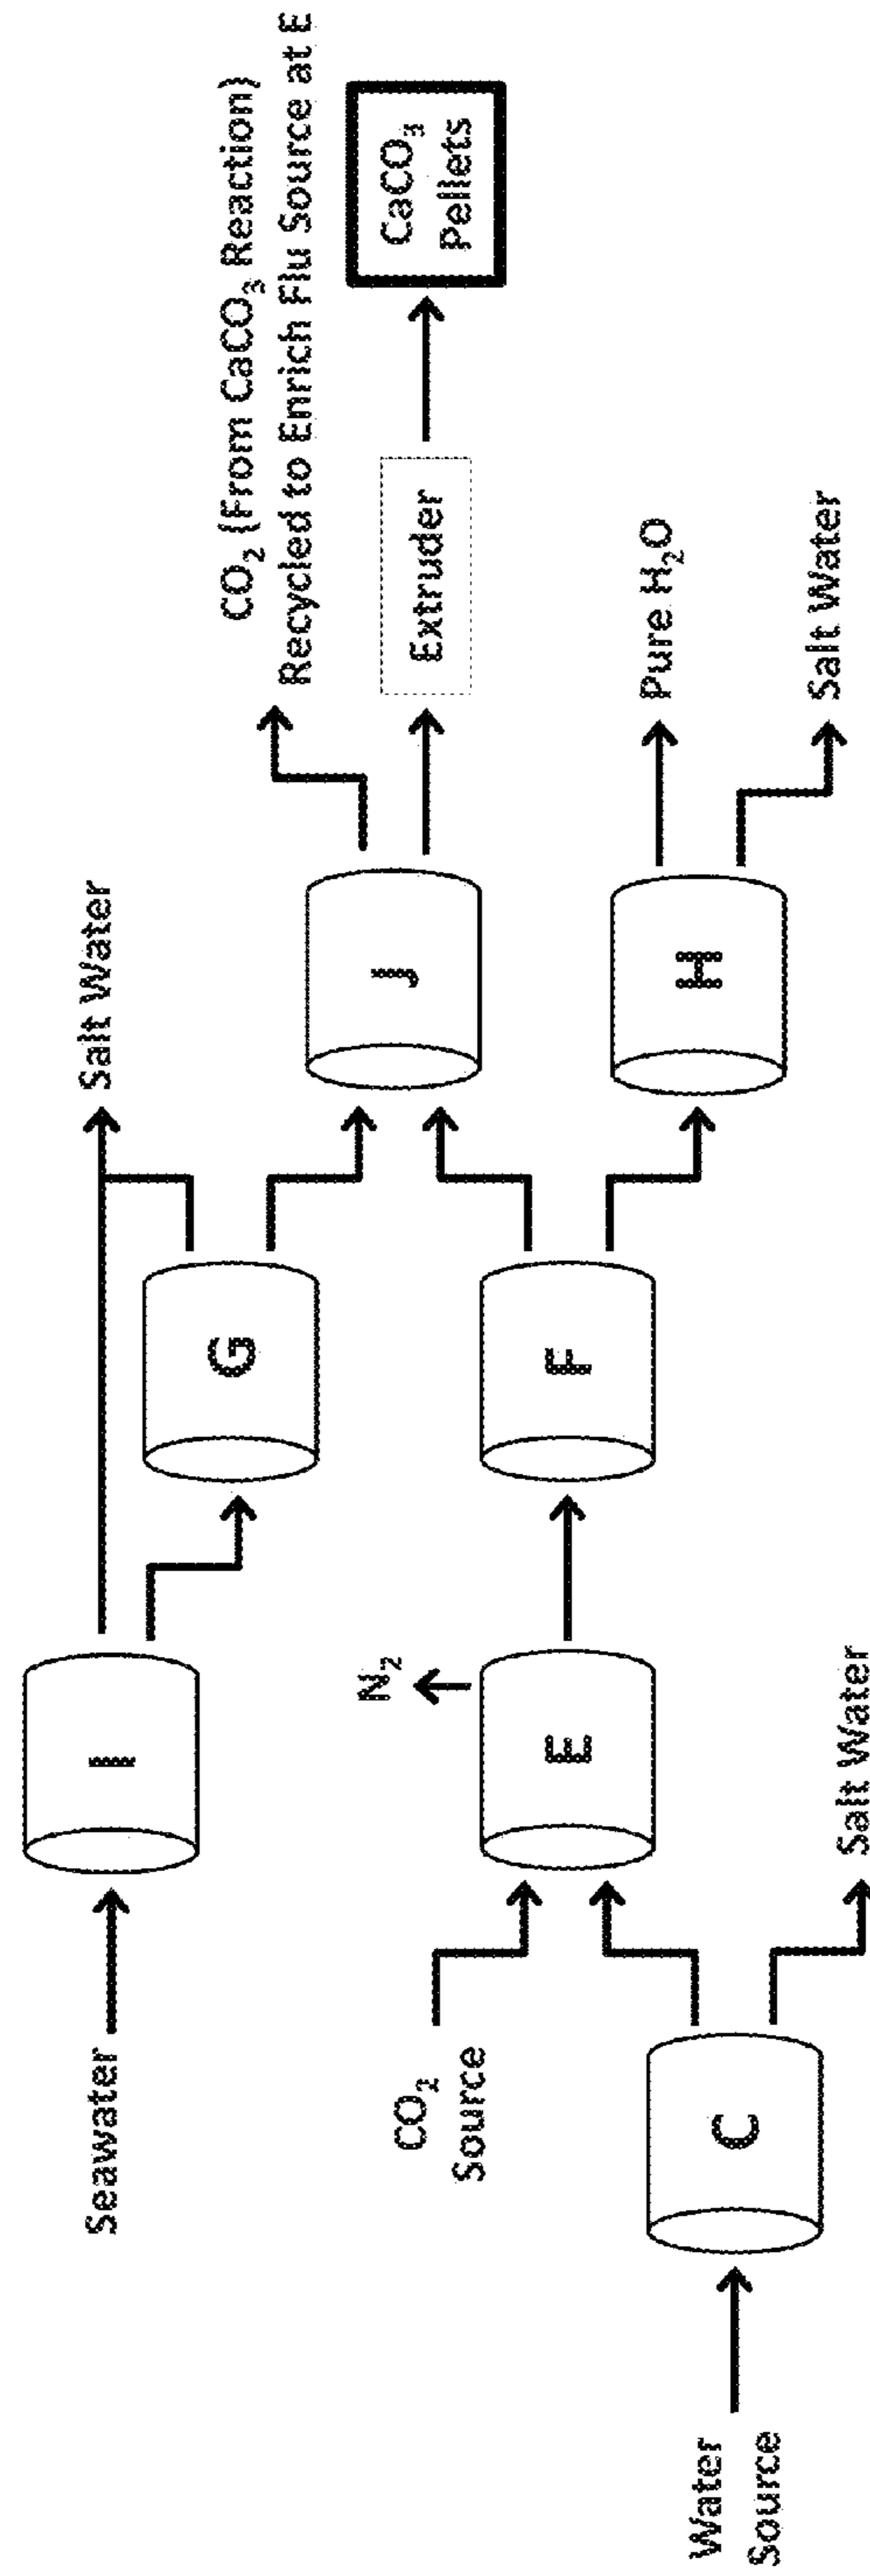 Seawater
I
G
Salt Water
CO₂ (From CaCO₃ Reaction)
Recycled to Enrich Flu Source at E
J
Extruder
CaCO₃
Pellets
CO₂
Source
N₂
E
F
Water
Source
C
Salt Water
H
Pure H₂O
Salt Water